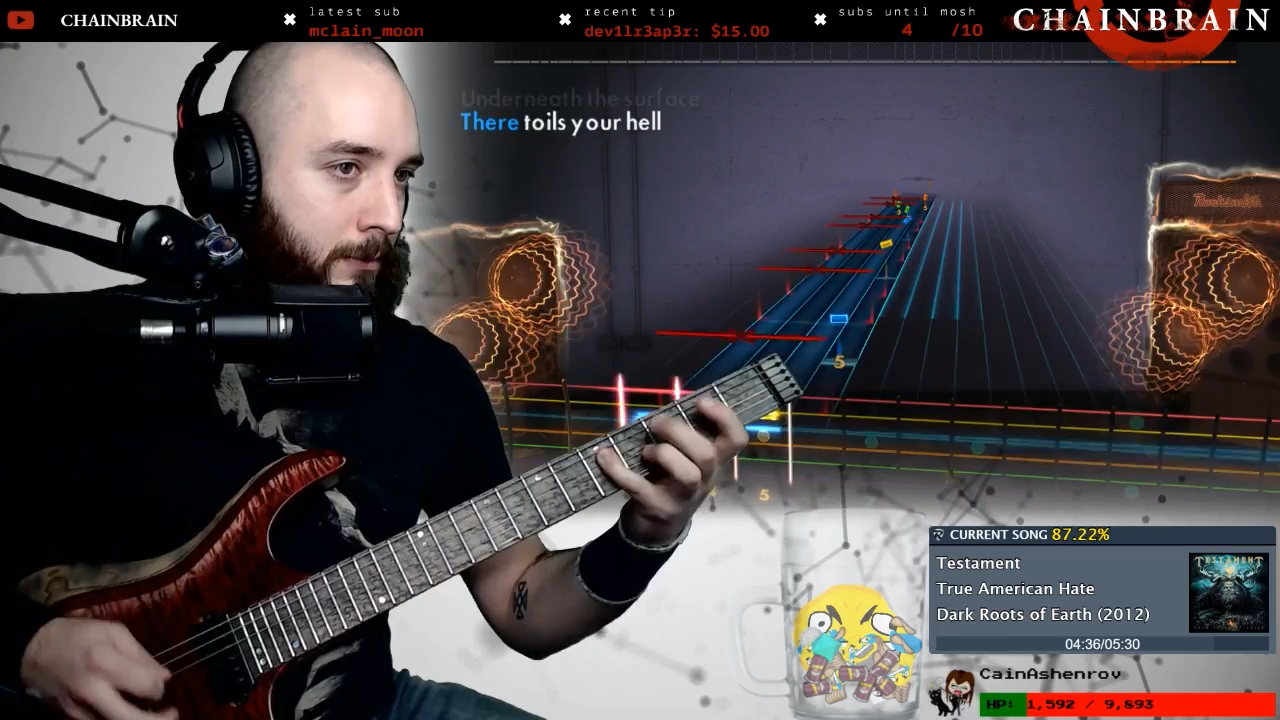 CHAINBRAIN
latest sub
mclain_moon
recent tip
dev1lr3ap3r: $15.00
subs until mosh
4 /10
CHAINBRAIN
Underneath the surface
There toils your hell
Rocksmith
5
5
CURRENT SONG 87.22%
Testament
True American Hate
Dark Roots of Earth (2012)
TESTAMENT
04:36/05:30
CainAshenrov
HP: 1,592 / 9,893